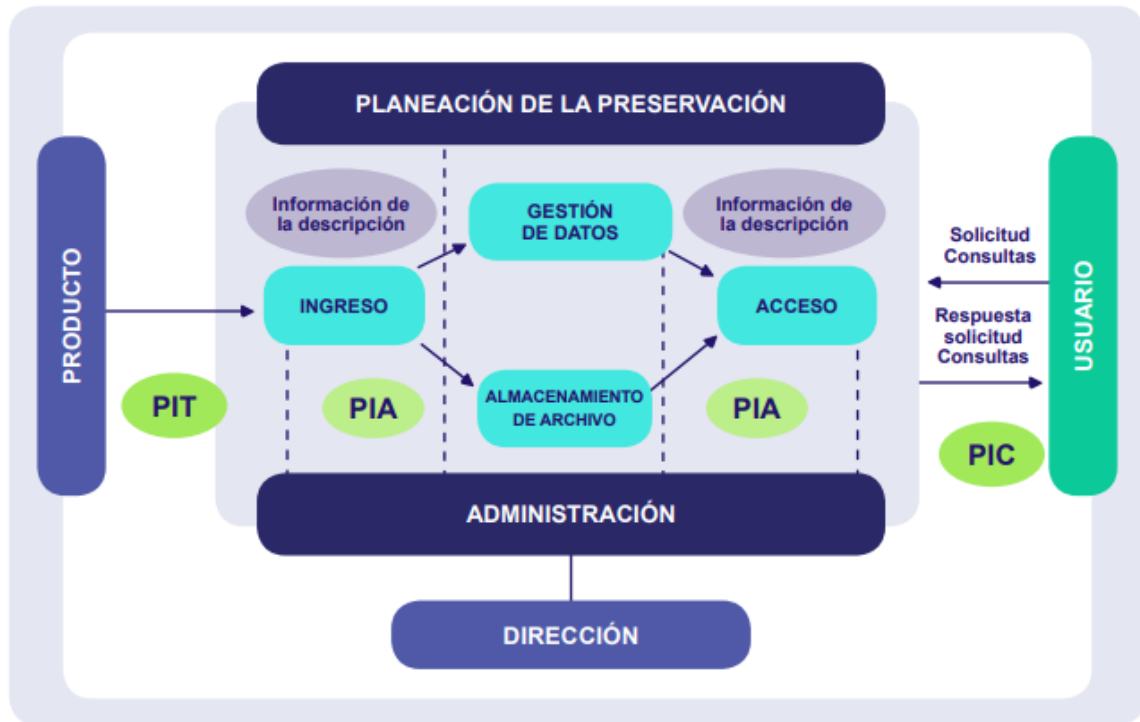 PLANEACIÓN DE LA PRESERVACIÓN
PRODUCTO
Información de
la descripción
GESTIÓN
DE DATOS
Información de
la descripción
Solicitud
Consultas
INGRESO
ACCESO
Respuesta
solicitud
Consultas
USUARIO
PIT
PIA
ALMACENAMIENTO
DE ARCHIVO
PIA
PIC
ADMINISTRACIÓN
DIRECCIÓN